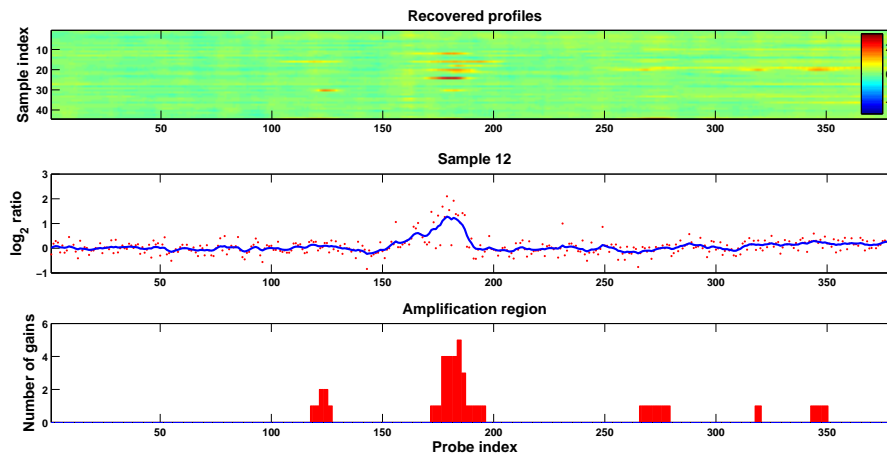 Recovered profiles
Sample index
10
20
30
40
50 100 150 200 250 300 350
Sample 12
log2 ratio
3
2
1
0
−1
50 100 150 200 250 300 350
Amplification region
Number of gains
6
4
2
0
50 100 150 200 250 300 350
Probe index